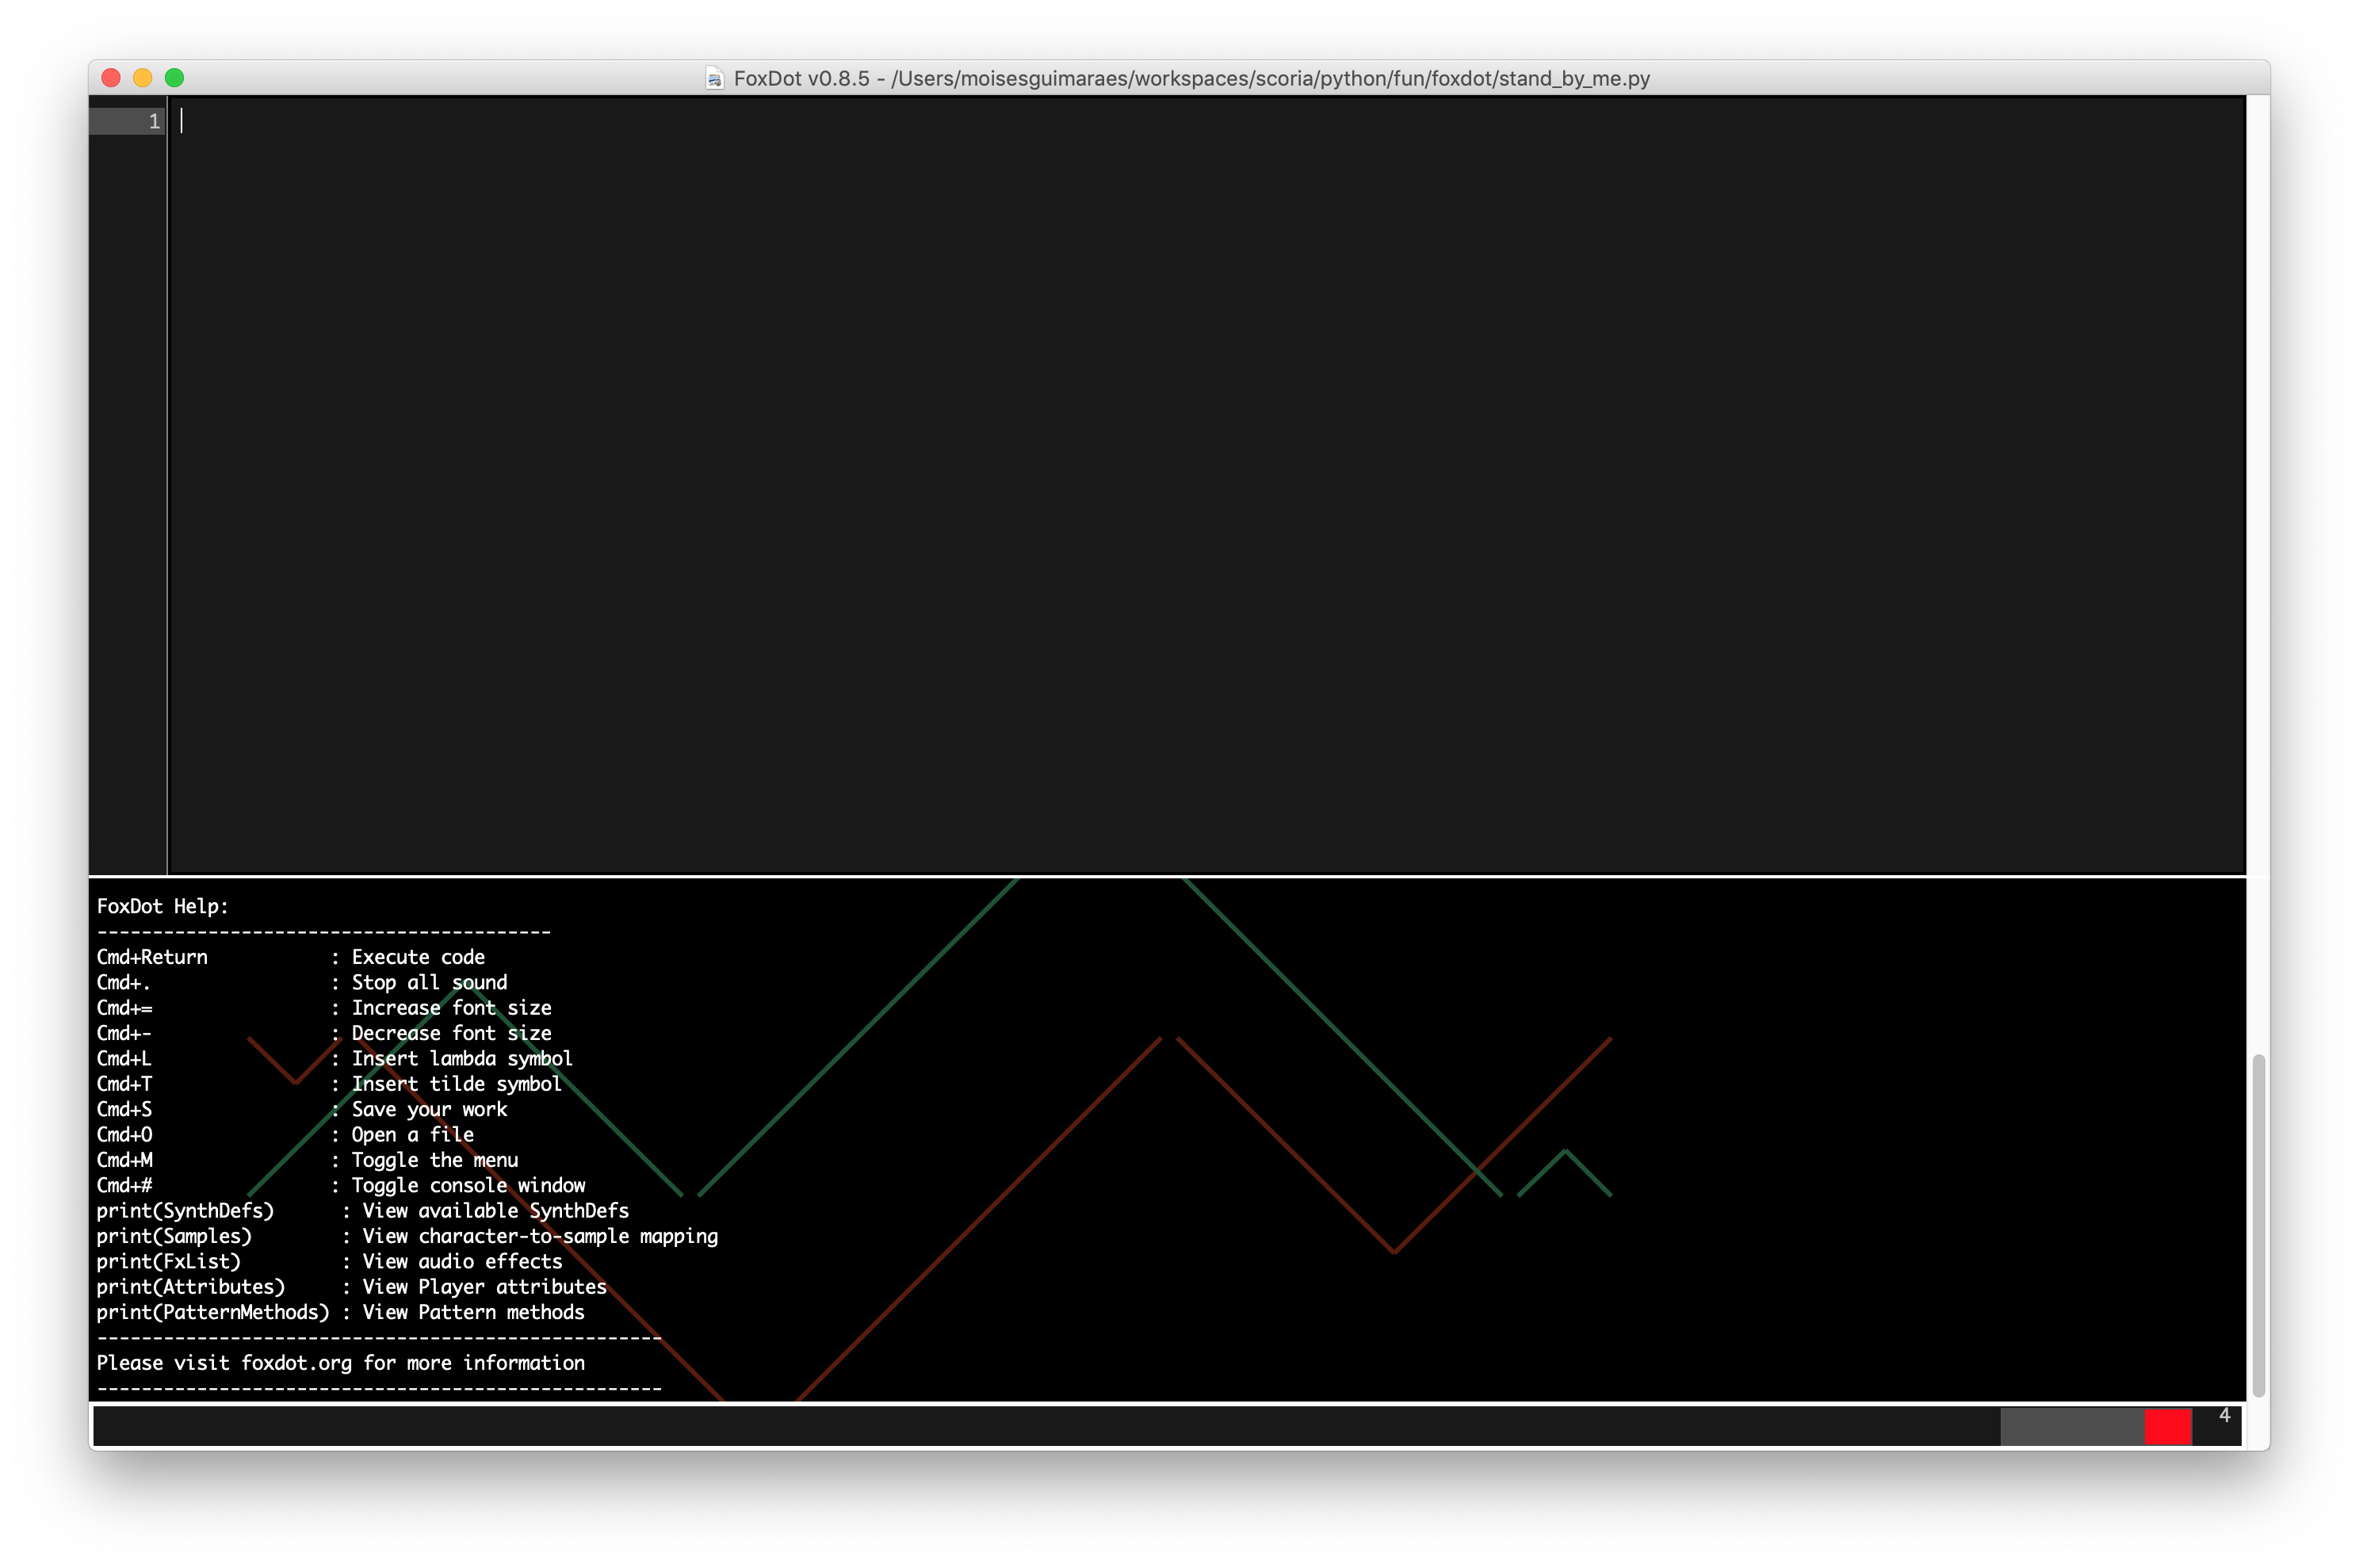 FoxDot v0.8.5 - /Users/moisesguimaraes/workspaces/scoria/python/fun/foxdot/stand_by_me.py
1
FoxDot Help:
-----------------------------------------
Cmd+Return           : Execute code
Cmd+.                : Stop all sound
Cmd+=                : Increase font size
Cmd+-                : Decrease font size
Cmd+L                : Insert lambda symbol
Cmd+T                : Insert tilde symbol
Cmd+S                : Save your work
Cmd+O                : Open a file
Cmd+M                : Toggle the menu
Cmd+#                : Toggle console window
print(SynthDefs)      : View available SynthDefs
print(Samples)        : View character-to-sample mapping
print(FxList)         : View audio effects
print(Attributes)     : View Player attributes
print(PatternMethods) : View Pattern methods
---------------------------------------------------
Please visit foxdot.org for more information
---------------------------------------------------
4